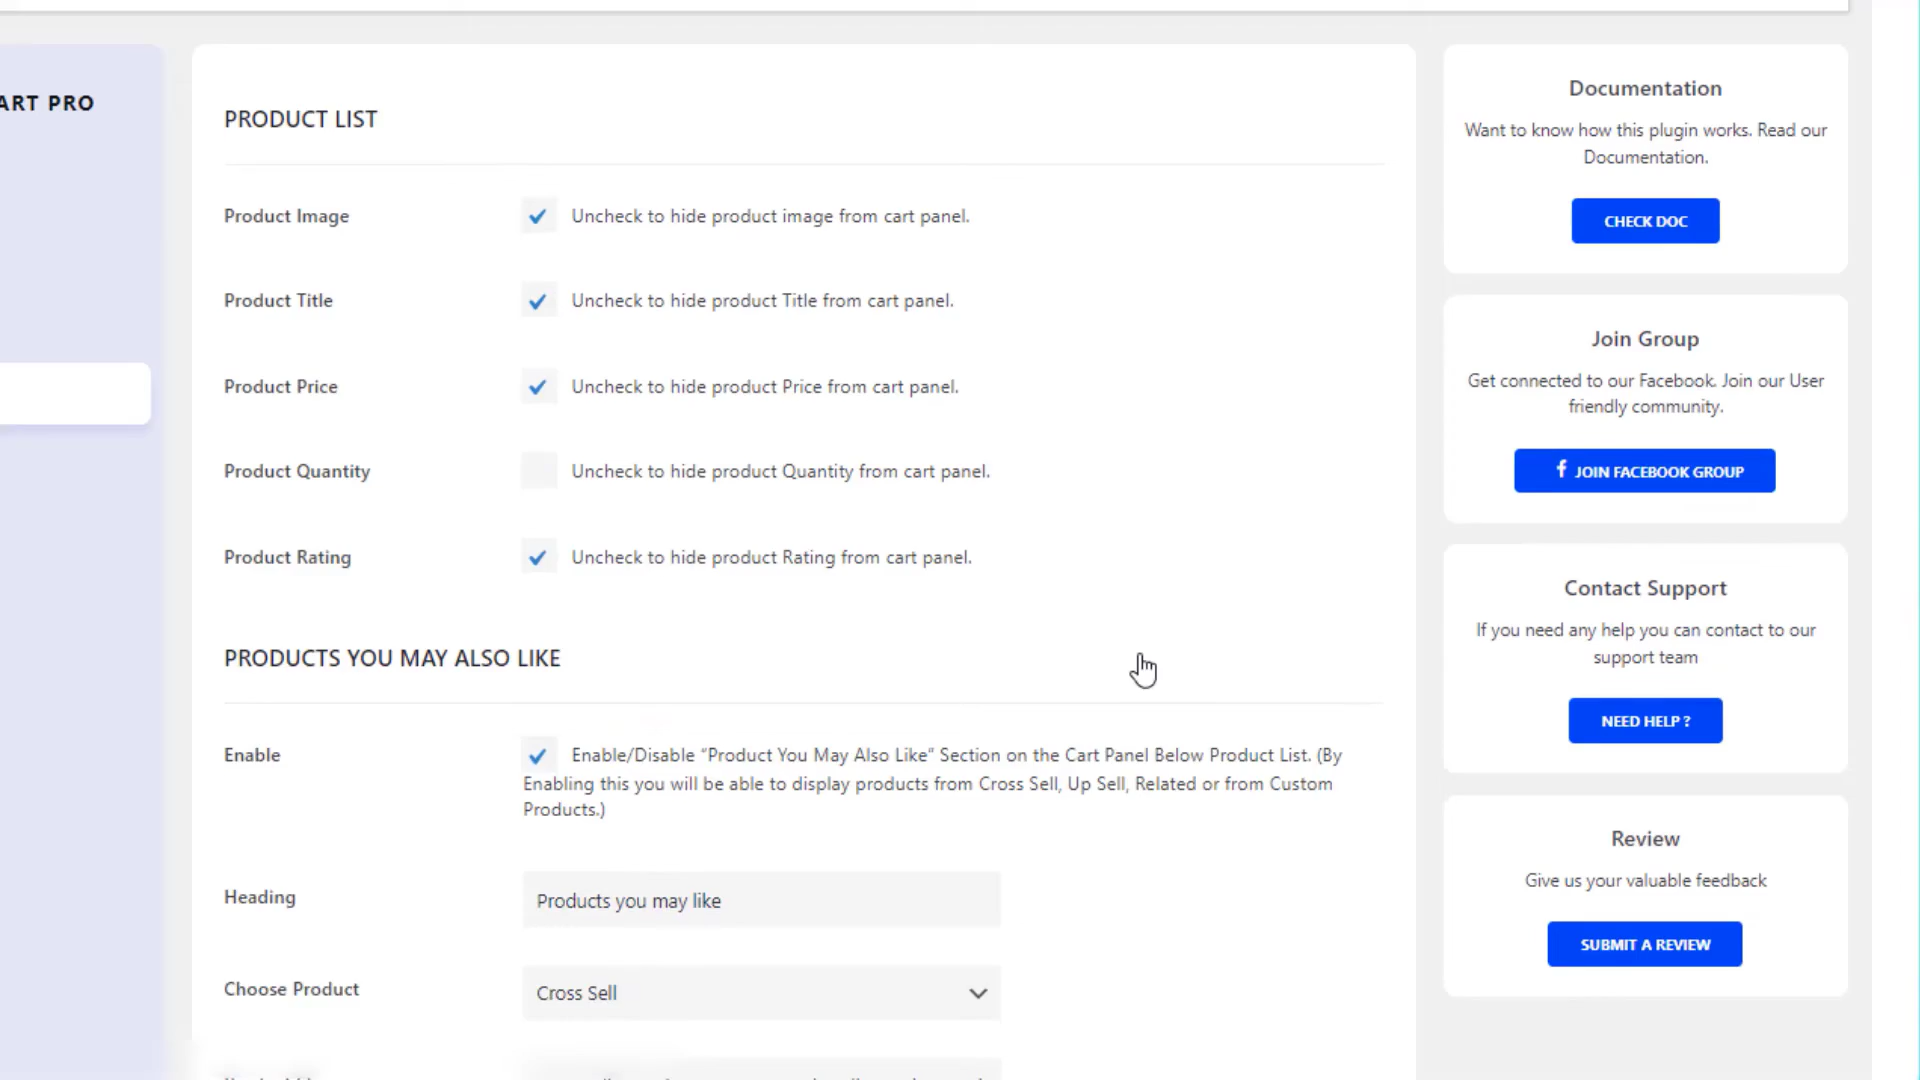 ART PRO
PRODUCT LIST
Product Image
Uncheck to hide product image from cart panel.
Product Title
Uncheck to hide product Title from cart panel.
Product Price
Uncheck to hide product Price from cart panel.
Product Quantity
Uncheck to hide product Quantity from cart panel.
Product Rating
Uncheck to hide product Rating from cart panel.
PRODUCTS YOU MAY ALSO LIKE
Enable
Enable/Disable “Product You May Also Like” Section on the Cart Panel Below Product List. (By
Enabling this you will be able to display products from Cross Sell, Up Sell, Related or from Custom
Products.)
Heading
Products you may like
Choose Product
Cross Sell
Documentation
Want to know how this plugin works. Read our
Documentation.
CHECK DOC
Join Group
Get connected to our Facebook. Join our User
friendly community.
JOIN FACEBOOK GROUP
Contact Support
If you need any help you can contact to our
support team
NEED HELP ?
Review
Give us your valuable feedback
SUBMIT A REVIEW